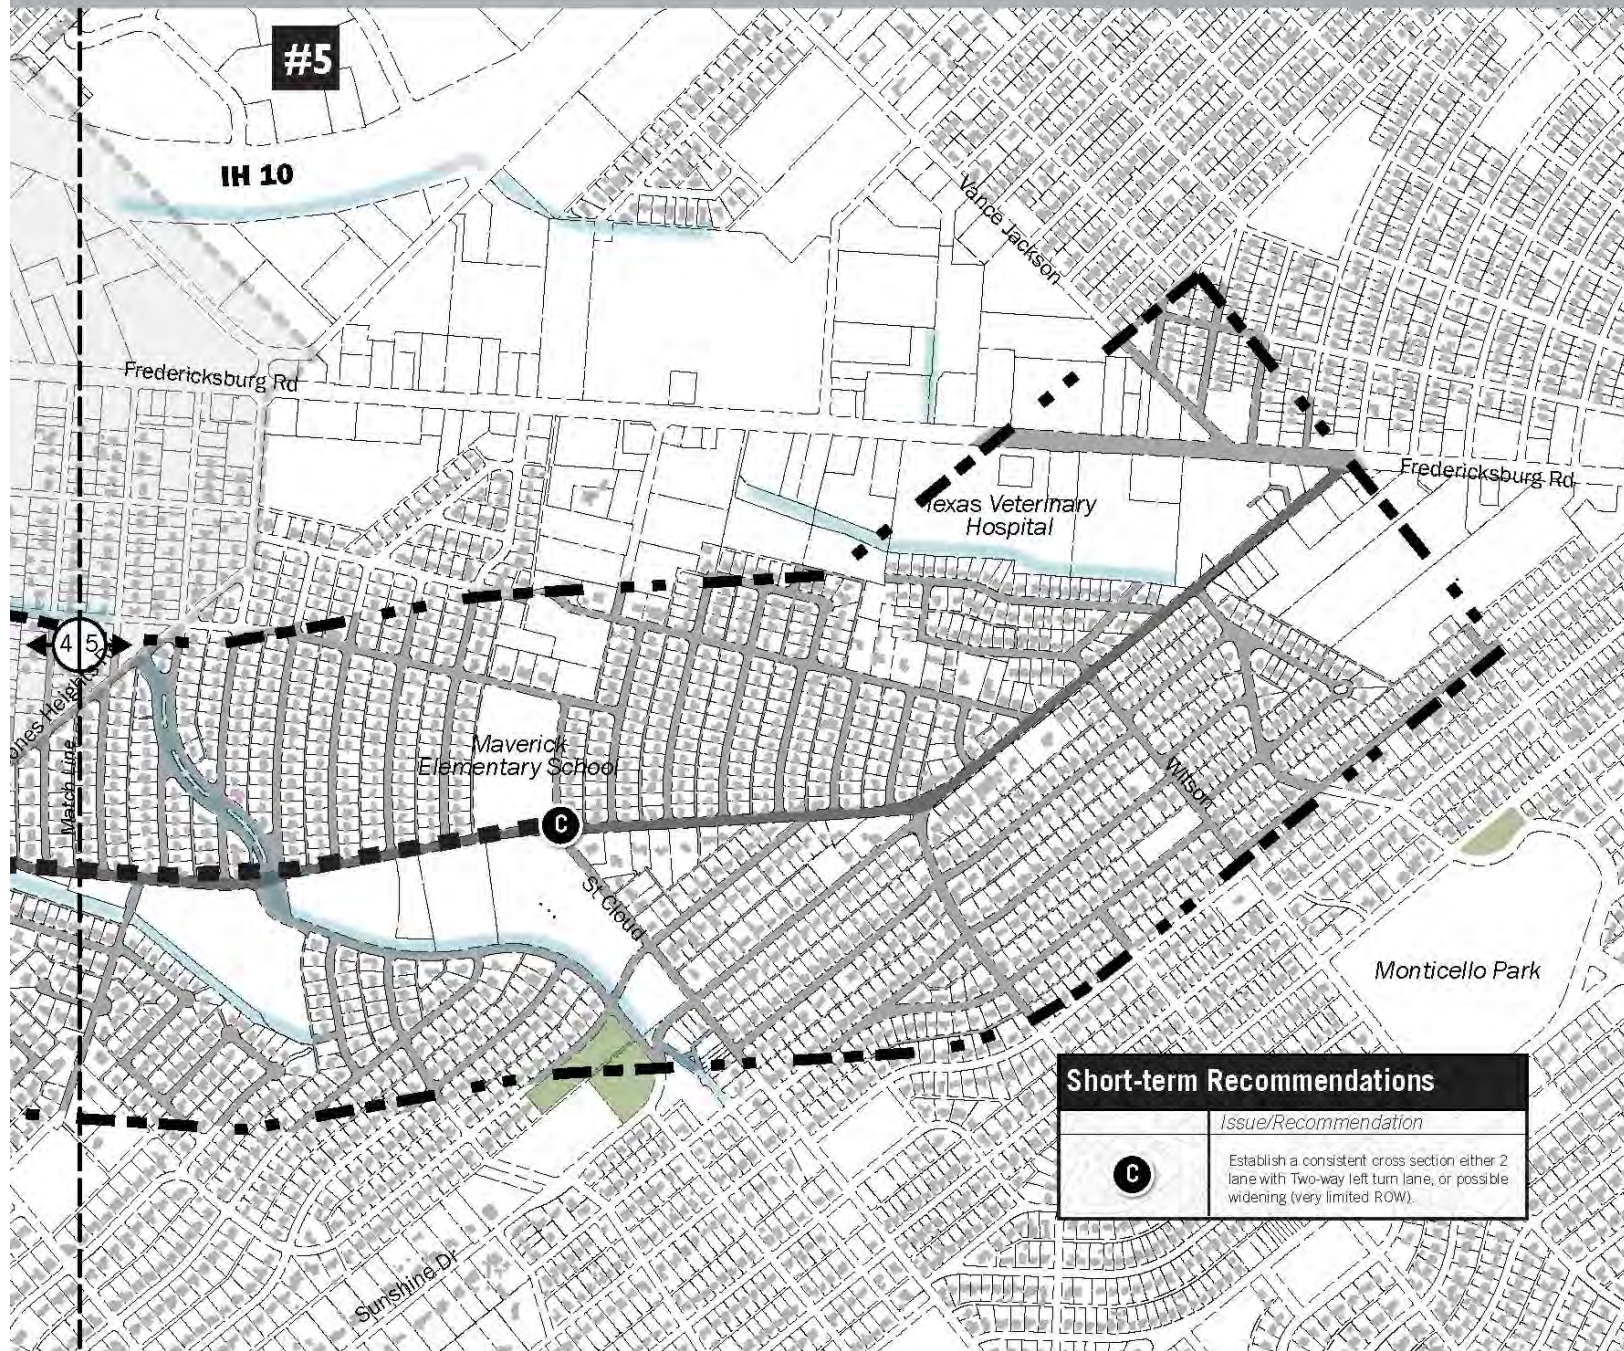 #5
IH 10
Vance Jackson
Fredericksburg Rd
Fredericksburg Rd
Texas Veterinary
Hospital
4 5
Match Line
Maverick
Elementary School
C
Wilson
St Cloud
Monticello Park
Sunshine Dr
Short-term Recommendations
Issue/Recommendation
C
Establish a consistent cross section either 2
lane with Two-way left turn lane, or possible
widening (very limited ROW).